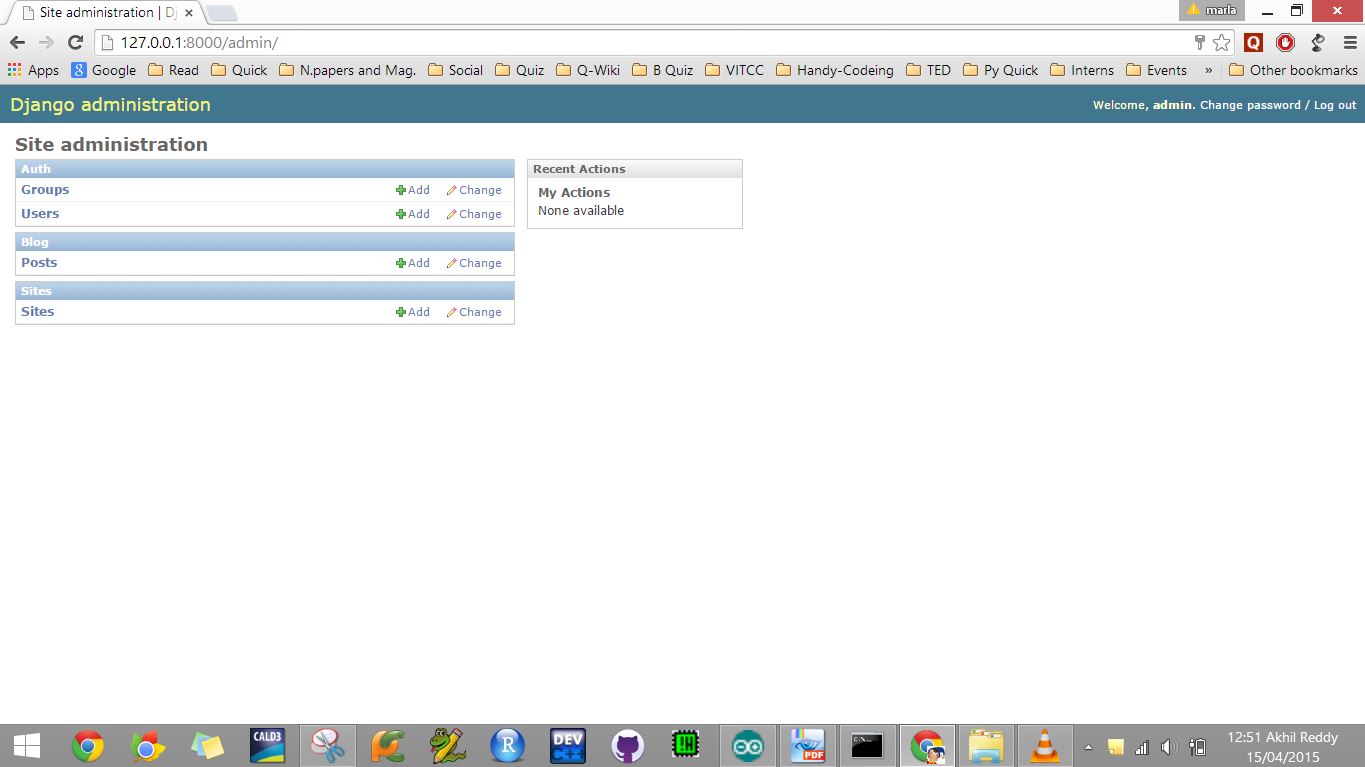 Site administration | Dj
marla
127.0.0.1:8000/admin/
Apps Google Read Quick N.papers and Mag. Social Quiz Q-Wiki B Quiz VITCC Handy-Codeing TED Py Quick Interns Events » Other bookmarks
Django administration
Welcome, admin. Change password / Log out
Site administration
Auth
Groups Add Change
Users Add Change
Blog
Posts Add Change
Sites
Sites Add Change
Recent Actions
My Actions
None available
CALD3
R
DEV
C++
PDF
12:51 Akhil Reddy
15/04/2015